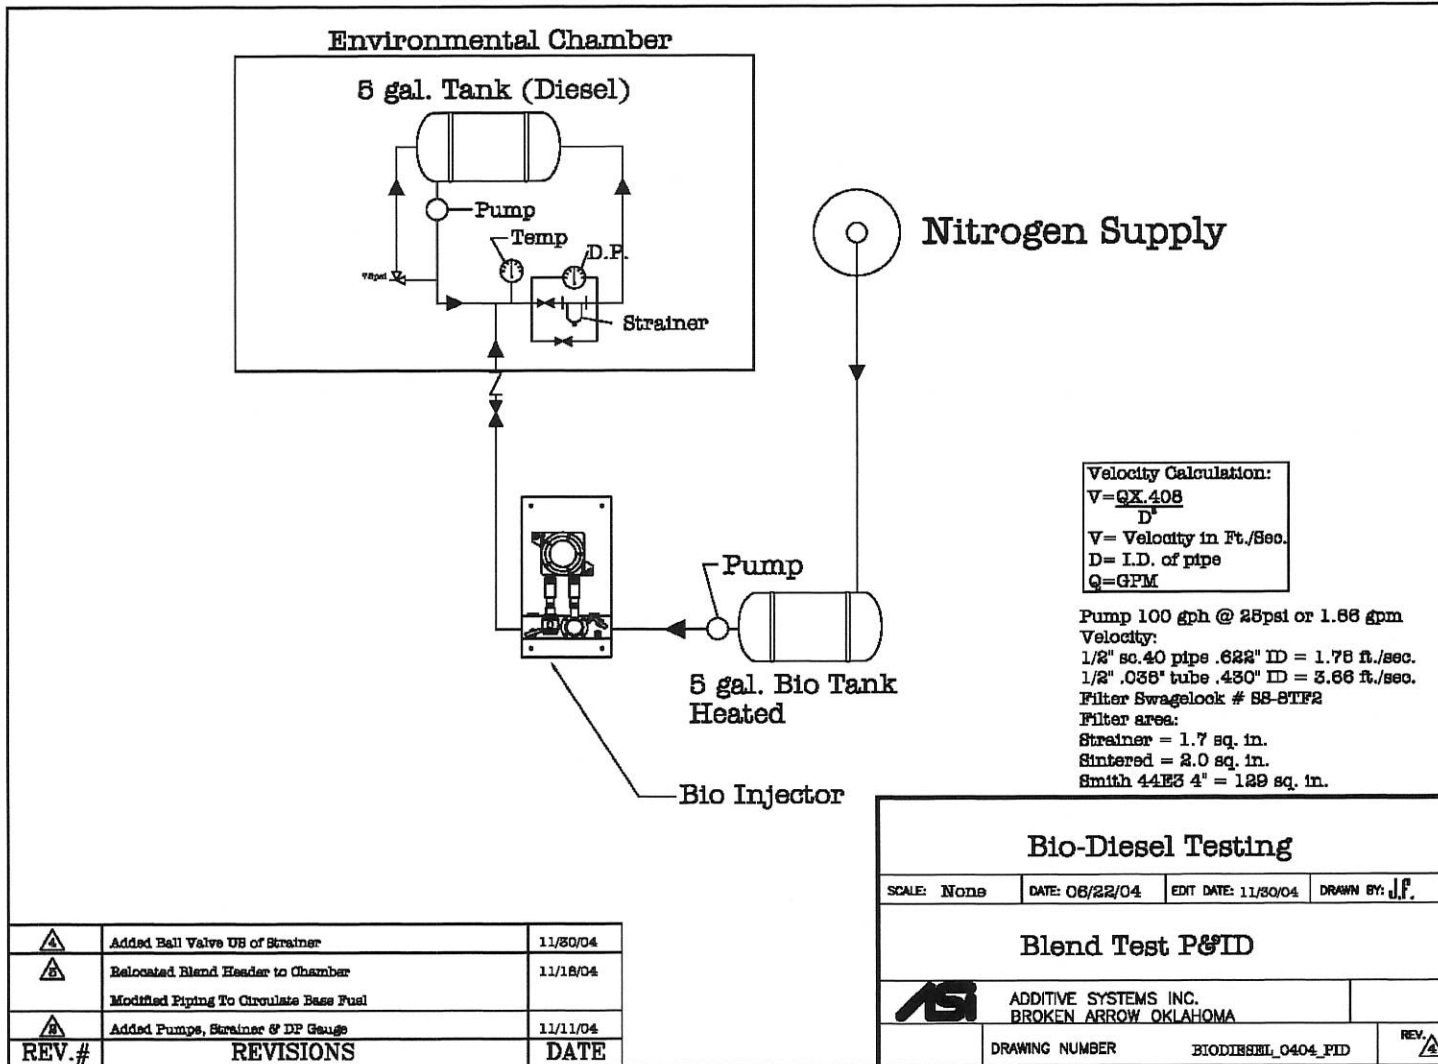 Environmental Chamber
5 gal. Tank (Diesel)
Pump
Temp
D.P.
75psi
Strainer
Nitrogen Supply
Velocity Calculation:
V=QX.408
D²
V= Velocity in Ft./Sec.
D= I.D. of pipe
Q=GPM
Pump
Pump 100 gph @ 25psi or 1.66 gpm
Velocity:
1/2" sc.40 pipe .622" ID = 1.75 ft./sec.
1/2" .035" tube .430" ID = 3.66 ft./sec.
Filter Swagelock # SS-8TF2
Filter area:
Strainer = 1.7 sq. in.
Sintered = 2.0 sq. in.
Smith 44E3 4" = 129 sq. in.
5 gal. Bio Tank
Heated
Bio Injector
Bio-Diesel Testing
SCALE: None DATE: 06/22/04 EDIT DATE: 11/30/04 DRAWN BY: J.F.
Blend Test P&ID
ASi ADDITIVE SYSTEMS INC.
BROKEN ARROW OKLAHOMA
DRAWING NUMBER BIODIESEL_0404_PID REV. 4
4 Added Ball Valve US of Strainer 11/30/04
3 Relocated Blend Header to Chamber 11/18/04
Modified Piping To Circulate Base Fuel
2 Added Pumps, Strainer & DP Gauge 11/11/04
REV.# REVISIONS DATE